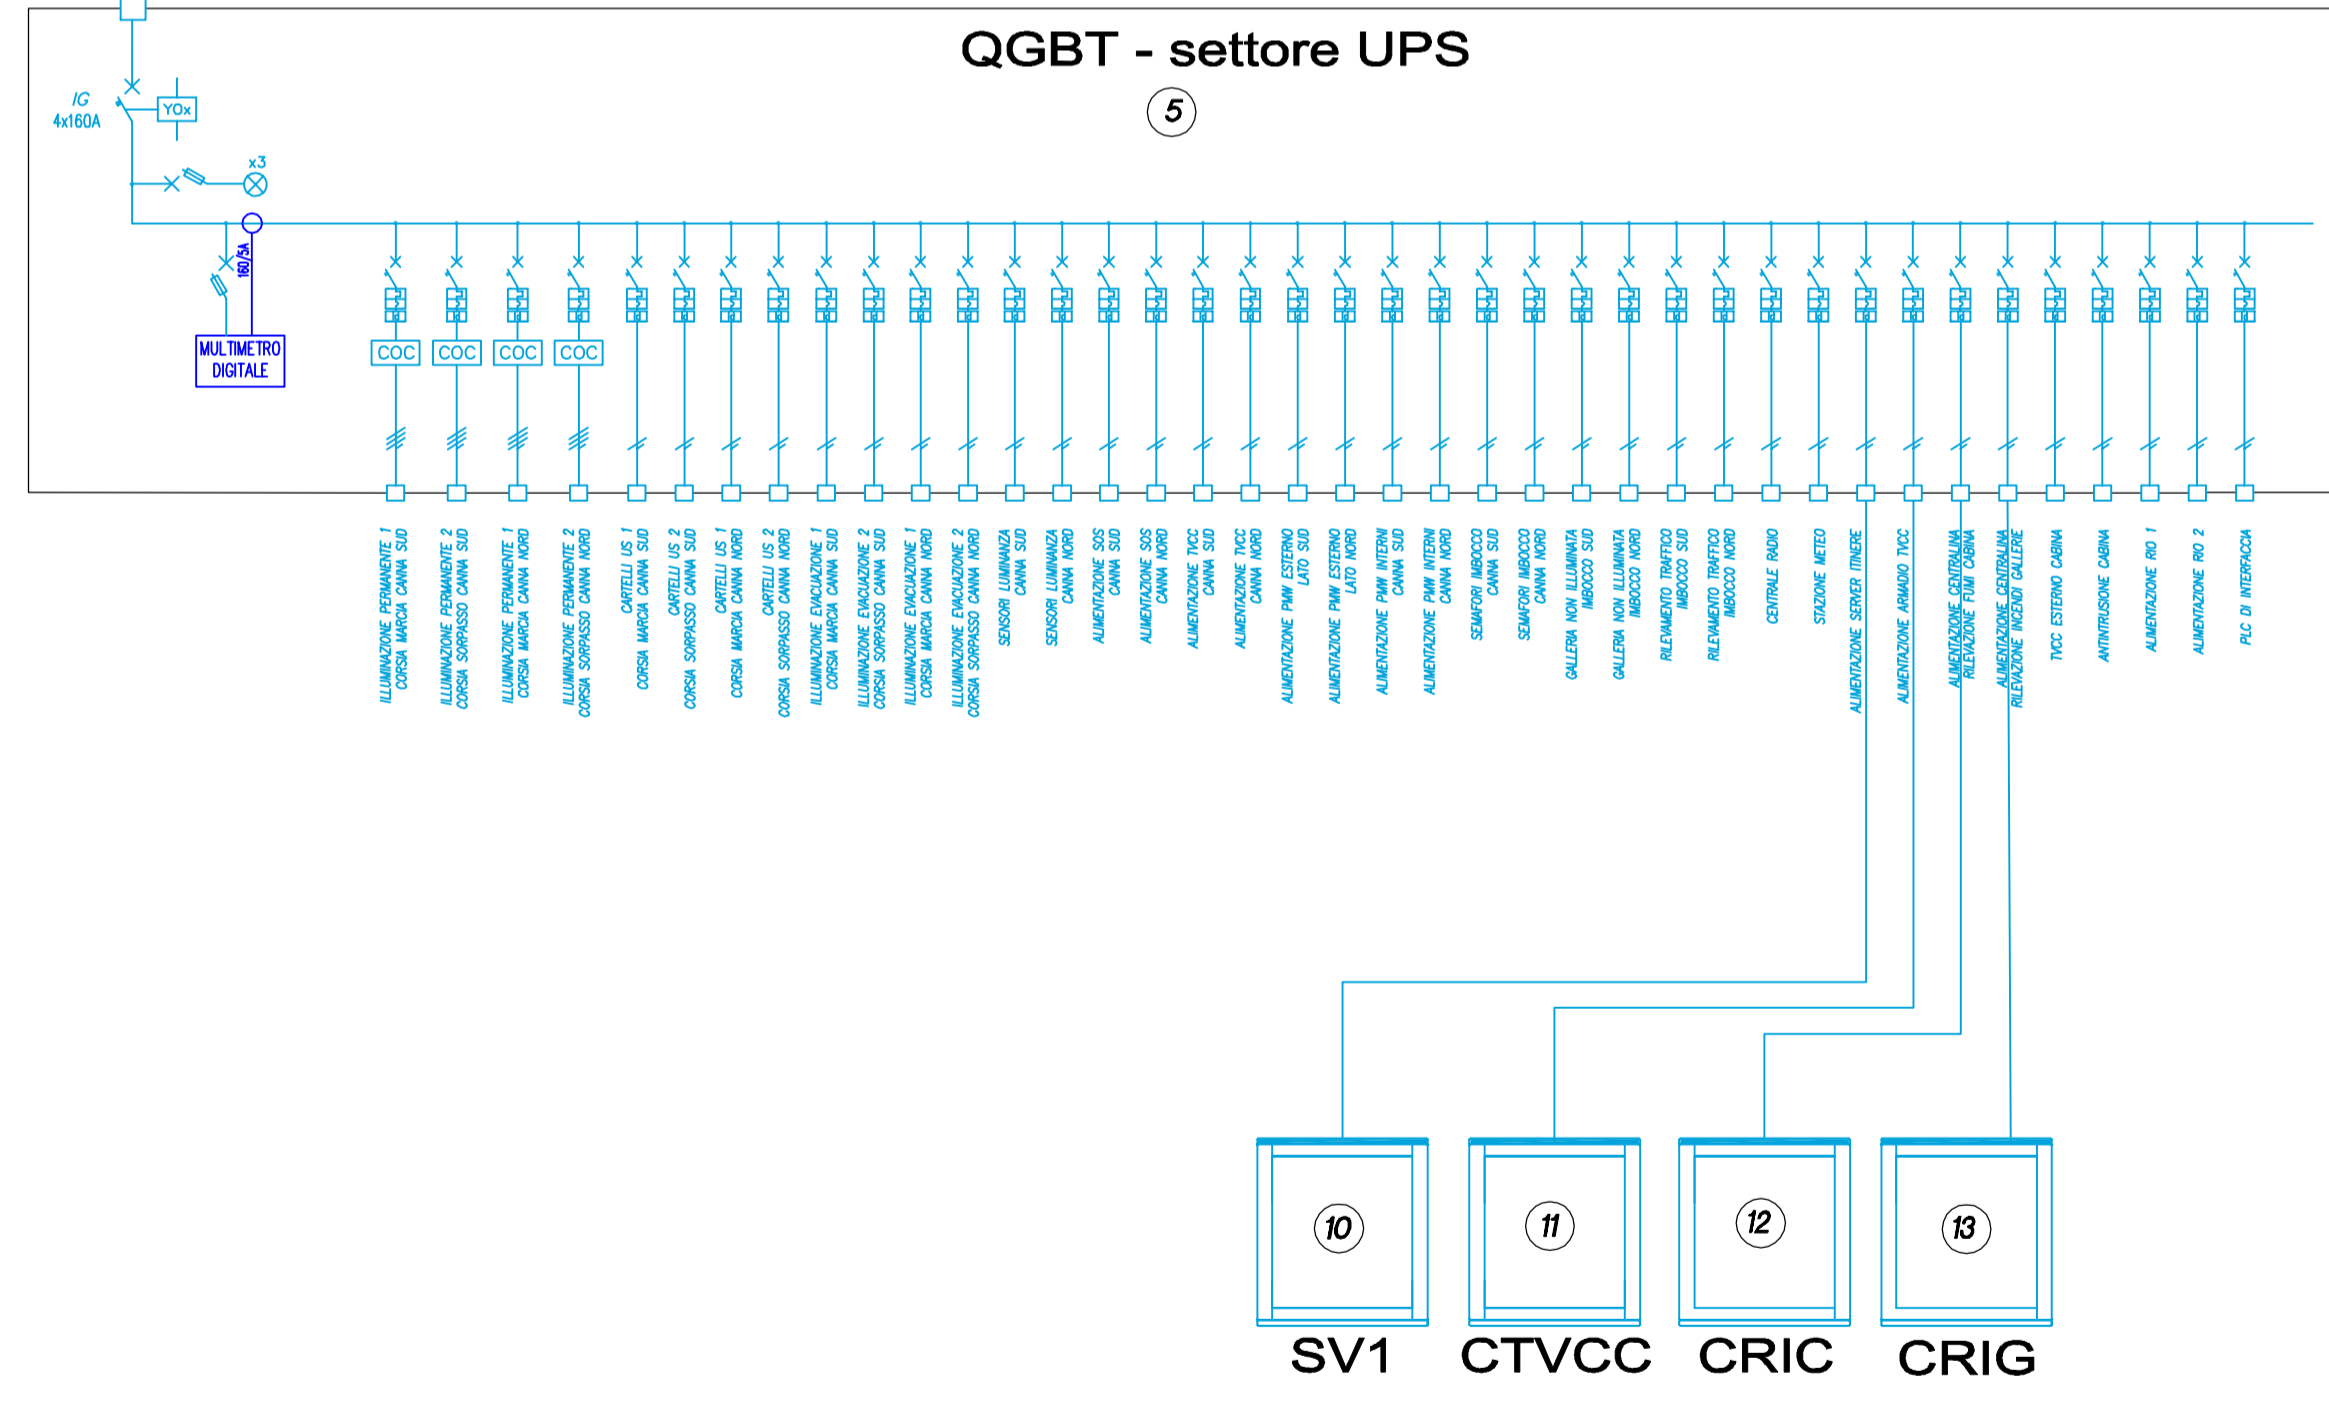 QGBT - settore UPS
5
IG
4x160A
YOx
x3
160/5A
MULTIMETRO
DIGITALE
COC
COC
COC
COC
ILLUMINAZIONE PERMANENTE 1
CORSIA MARCIA CANNA SUD
ILLUMINAZIONE PERMANENTE 2
CORSIA SORPASSO CANNA SUD
ILLUMINAZIONE PERMANENTE 1
CORSIA MARCIA CANNA NORD
ILLUMINAZIONE PERMANENTE 2
CORSIA SORPASSO CANNA NORD
CARTELLI US 1
CORSIA MARCIA CANNA SUD
CARTELLI US 2
CORSIA SORPASSO CANNA SUD
CARTELLI US 1
CORSIA MARCIA CANNA NORD
CARTELLI US 2
CORSIA SORPASSO CANNA NORD
ILLUMINAZIONE EVACUAZIONE 1
CORSIA MARCIA CANNA SUD
ILLUMINAZIONE EVACUAZIONE 2
CORSIA SORPASSO CANNA SUD
ILLUMINAZIONE EVACUAZIONE 1
CORSIA MARCIA CANNA NORD
ILLUMINAZIONE EVACUAZIONE 2
CORSIA SORPASSO CANNA NORD
SENSORI LUMINANZA
CANNA SUD
SENSORI LUMINANZA
CANNA NORD
ALIMENTAZIONE SOS
CANNA SUD
ALIMENTAZIONE SOS
CANNA NORD
ALIMENTAZIONE TVCC
CANNA SUD
ALIMENTAZIONE TVCC
CANNA NORD
ALIMENTAZIONE PMV ESTERNO
LATO SUD
ALIMENTAZIONE PMV ESTERNO
LATO NORD
ALIMENTAZIONE PMV INTERNI
CANNA SUD
ALIMENTAZIONE PMV INTERNI
CANNA NORD
SEMAFORI IMBOCCO
CANNA SUD
SEMAFORI IMBOCCO
CANNA NORD
GALLERIA NON ILLUMINATA
IMBOCCO SUD
GALLERIA NON ILLUMINATA
IMBOCCO NORD
RILEVAMENTO TRAFFICO
IMBOCCO SUD
RILEVAMENTO TRAFFICO
IMBOCCO NORD
CENTRALE RADIO
STAZIONE METEO
ALIMENTAZIONE SERVER ITINERE
ALIMENTAZIONE ARMADIO TVCC
ALIMENTAZIONE CENTRALINA
RILEVAZIONE FUMI CABINA
ALIMENTAZIONE CENTRALINA
RILEVAZIONE INCENDI GALLERIE
TVCC ESTERNO CABINA
ANTINTRUSIONE CABINA
ALIMENTAZIONE RIO 1
ALIMENTAZIONE RIO 2
PLC DI INTERFACCIA
10
11
12
13
SV1
CTVCC
CRIC
CRIG